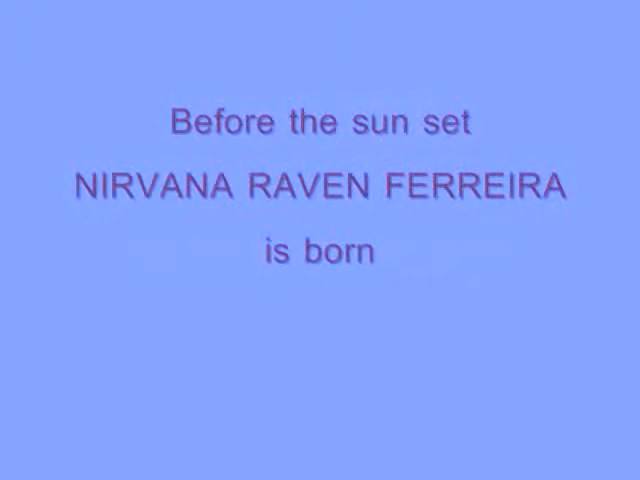 Before the sun set
NIRVANA RAVEN FERREIRA
is born